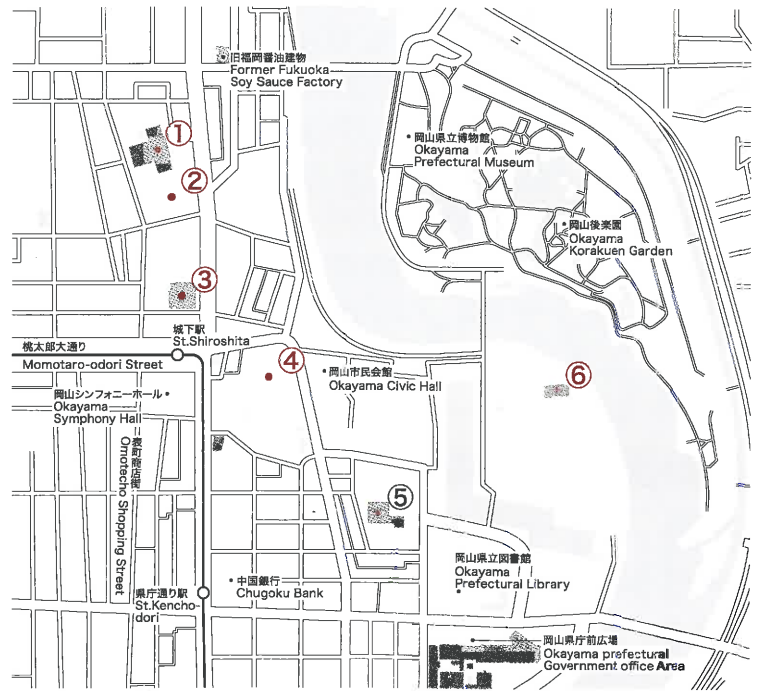 旧福岡醤油建物
Former Fukuoka
Soy Sauce Factory
①
岡山県立博物館
Okayama
Prefectural Museum
②
岡山後楽園
Okayama
Korakuen Garden
③
城下駅
St.Shiroshita
桃太郎大通り
Momotaro-odori Street
④
岡山市民会館
Okayama Civic Hall
⑥
岡山シンフォニーホール
Okayama
Symphony Hall
表町商店街
Omotecho Shopping Street
⑤
岡山県立図書館
Okayama
Prefectural Library
中国銀行
Chugoku Bank
県庁通り駅
St.Kencho-
dori
岡山県庁前広場
Okayama prefectural
Government office Area